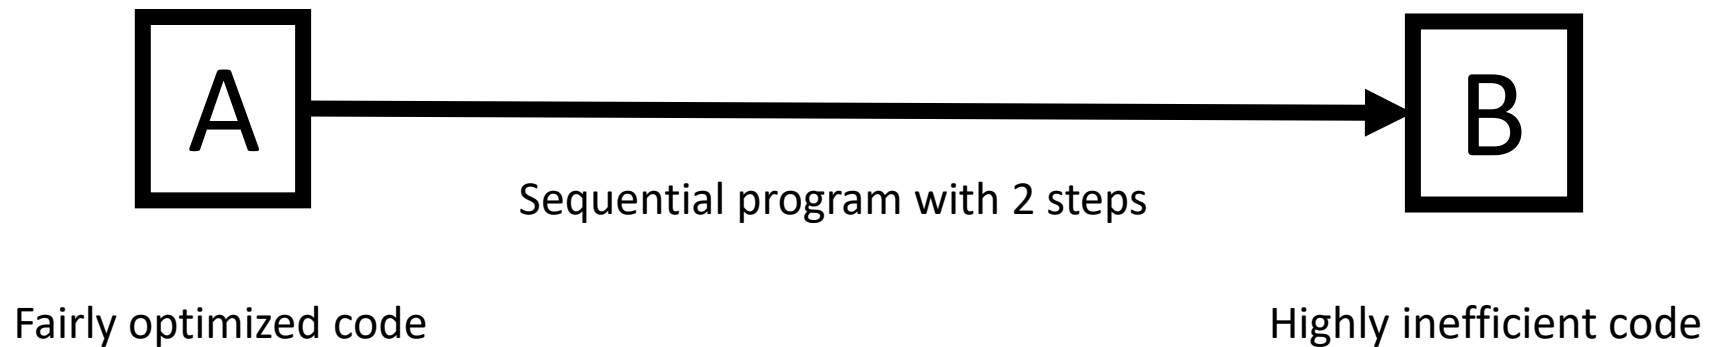 A
B
Sequential program with 2 steps
Fairly optimized code
Highly inefficient code